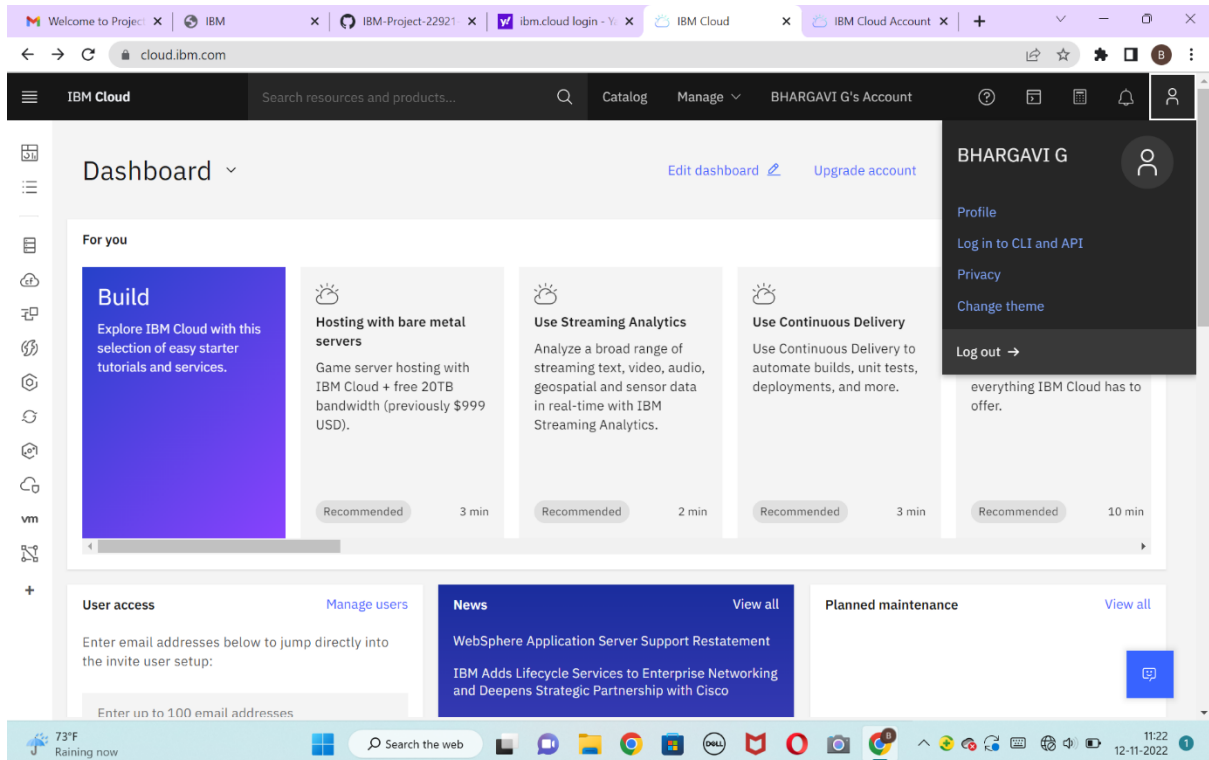 Welcome to Project
IBM
IBM-Project-22921
ibm.cloud login - Ya
IBM Cloud
IBM Cloud Account
cloud.ibm.com
B
IBM Cloud
Search resources and products...
Catalog
Manage
BHARGAVI G's Account
Dashboard
Edit dashboard
Upgrade account
BHARGAVI G
Profile
Log in to CLI and API
Privacy
Change theme
Log out →
For you
Build
Explore IBM Cloud with this
selection of easy starter
tutorials and services.
Hosting with bare metal
servers
Game server hosting with
IBM Cloud + free 20TB
bandwidth (previously $999
USD).
Recommended
3 min
Use Streaming Analytics
Analyze a broad range of
streaming text, video, audio,
geospatial and sensor data
in real-time with IBM
Streaming Analytics.
Recommended
2 min
Use Continuous Delivery
Use Continuous Delivery to
automate builds, unit tests,
deployments, and more.
Recommended
3 min
everything IBM Cloud has to
offer.
Recommended
10 min
vm
User access
Manage users
Enter email addresses below to jump directly into
the invite user setup:
Enter up to 100 email addresses
News
View all
WebSphere Application Server Support Restatement
IBM Adds Lifecycle Services to Enterprise Networking
and Deepens Strategic Partnership with Cisco
Planned maintenance
View all
73°F
Raining now
Search the web
DELL
B
11:22
12-11-2022
1